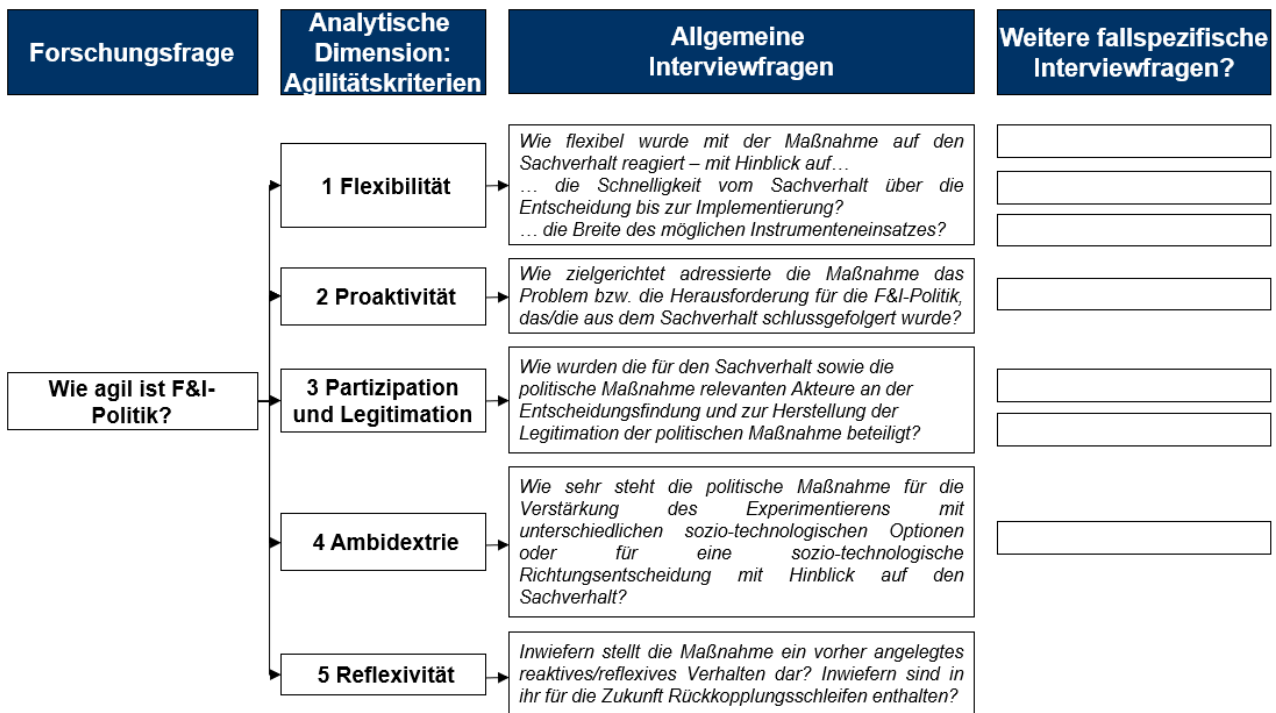 Forschungsfrage
Analytische
Dimension:
Agilitätskriterien
Allgemeine
Interviewfragen
Weitere fallspezifische
Interviewfragen?
Wie agil ist F&I-
Politik?
1 Flexibilität
Wie flexibel wurde mit der Maßnahme auf den
Sachverhalt reagiert – mit Hinblick auf…
… die Schnelligkeit vom Sachverhalt über die
Entscheidung bis zur Implementierung?
… die Breite des möglichen Instrumenteneinsatzes?
2 Proaktivität
Wie zielgerichtet adressierte die Maßnahme das
Problem bzw. die Herausforderung für die F&I-Politik,
das/die aus dem Sachverhalt schlussgefolgert wurde?
3 Partizipation
und Legitimation
Wie wurden die für den Sachverhalt sowie die
politische Maßnahme relevanten Akteure an der
Entscheidungsfindung und zur Herstellung der
Legitimation der politischen Maßnahme beteiligt?
4 Ambidextrie
Wie sehr steht die politische Maßnahme für die
Verstärkung des Experimentierens mit
unterschiedlichen sozio-technologischen Optionen
oder für eine sozio-technologische
Richtungsentscheidung mit Hinblick auf den
Sachverhalt?
5 Reflexivität
Inwiefern stellt die Maßnahme ein vorher angelegtes
reaktives/reflexives Verhalten dar? Inwiefern sind in
ihr für die Zukunft Rückkopplungsschleifen enthalten?